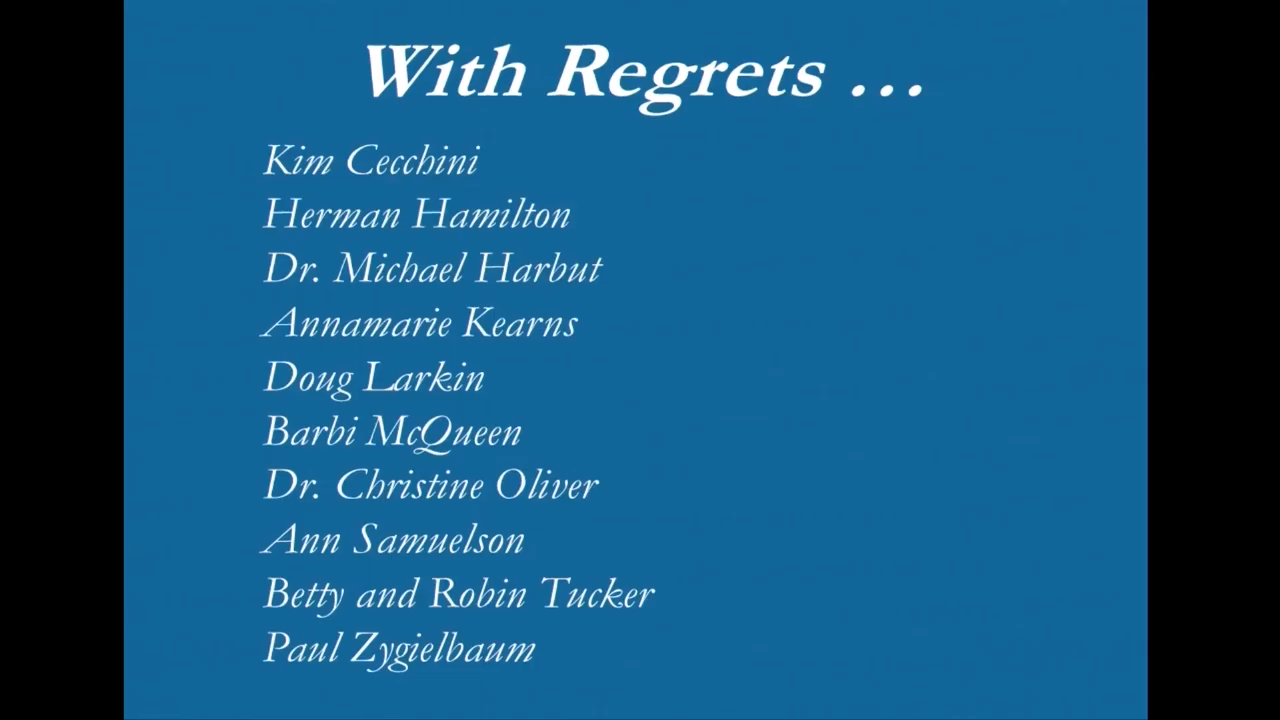 With Regrets ...
Kim Cecchini
Herman Hamilton
Dr. Michael Harbut
Annamarie Kearns
Doug Larkin
Barbi McQueen
Dr. Christine Oliver
Ann Samuelson
Betty and Robin Tucker
Paul Zygielbaum